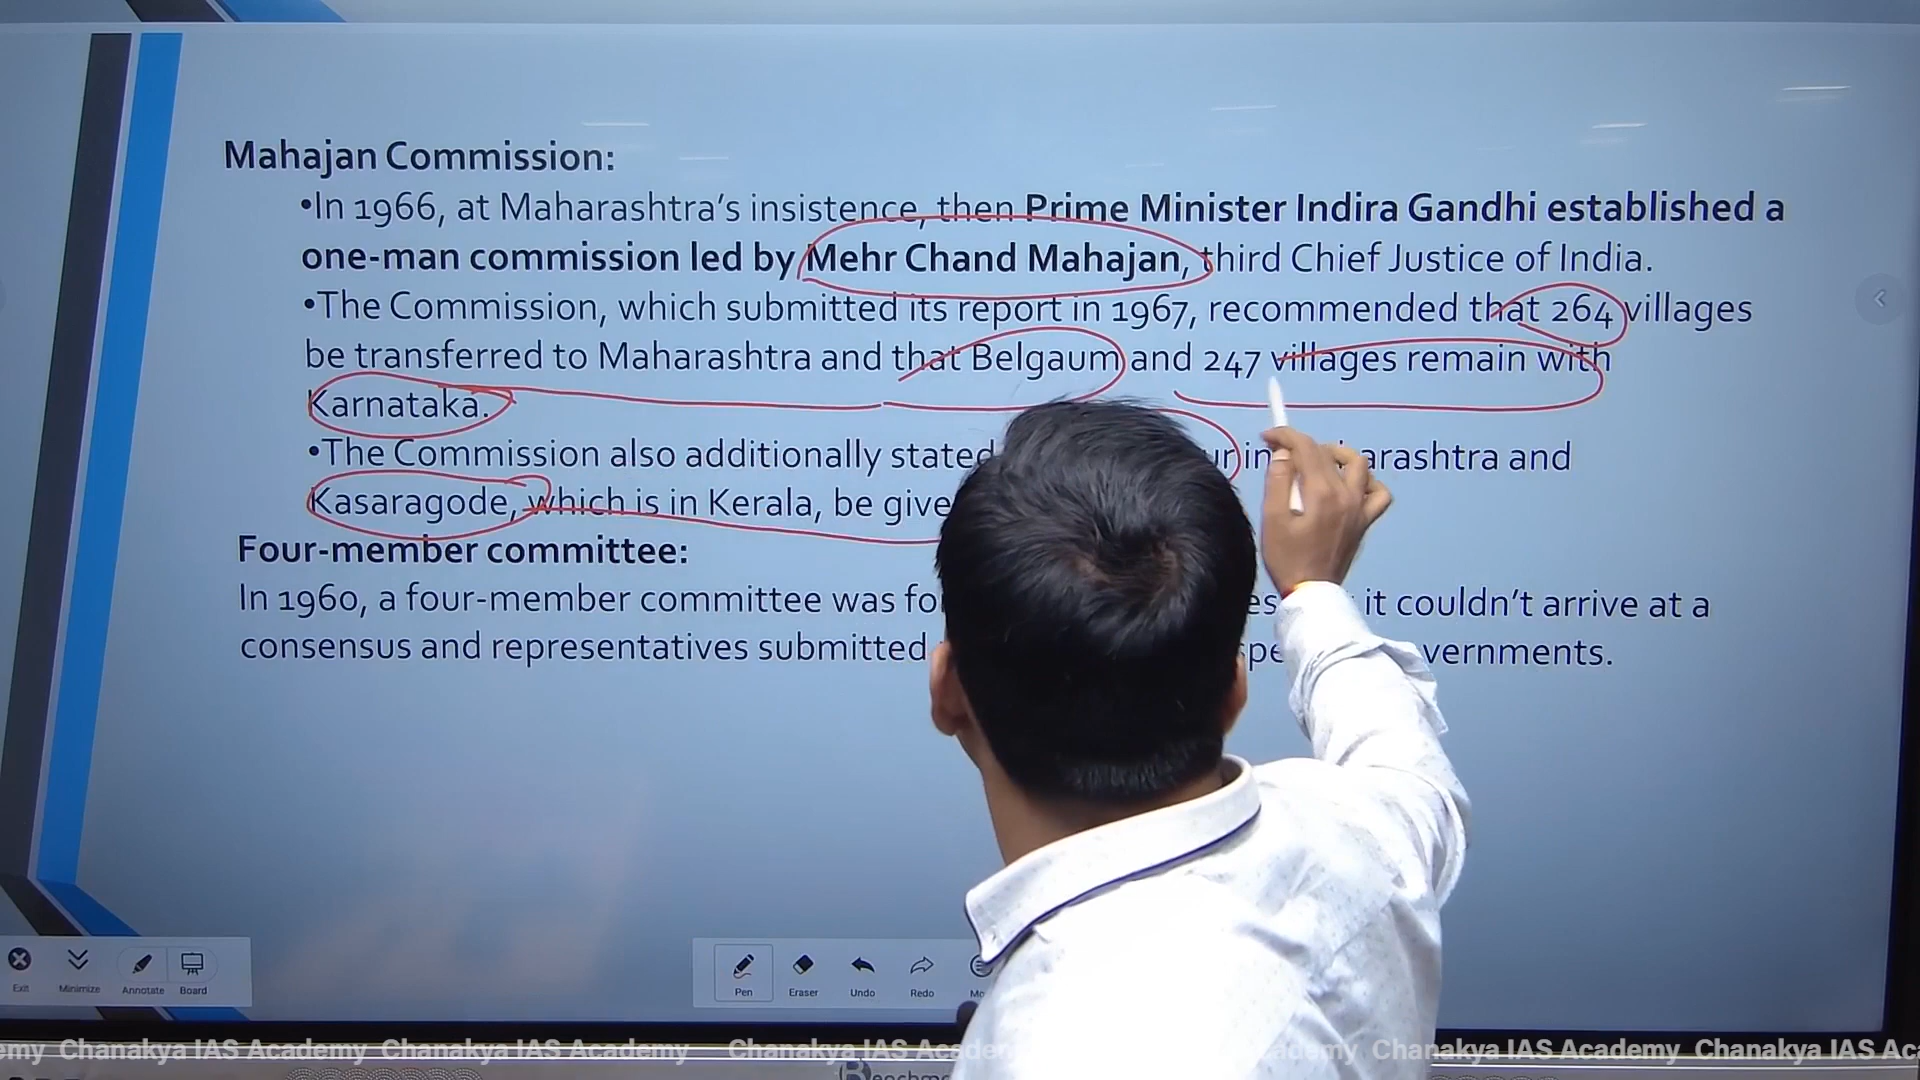 Mahajan Commission:
•In 1966, at Maharashtra's insistence, then Prime Minister Indira Gandhi established a
one-man commission led by Mehr Chand Mahajan, third Chief Justice of India.
•The Commission, which submitted its report in 1967, recommended that 264 villages
be transferred to Maharashtra and that Belgaum and 247 villages remain with
Karnataka.
•The Commission also additionally stated in and
Kasaragode, which is in Kerala, be
Four-member committee:
In 1960, a four-member committee was it couldn't arrive at a
consensus and representatives submitted
Exit Minimize Annotate Board Pen Eraser Undo Redo
Chanakya IAS Academy Chanakya IAS Academy Chanakya IAS Chanakya IAS Academy Chanakya IAS